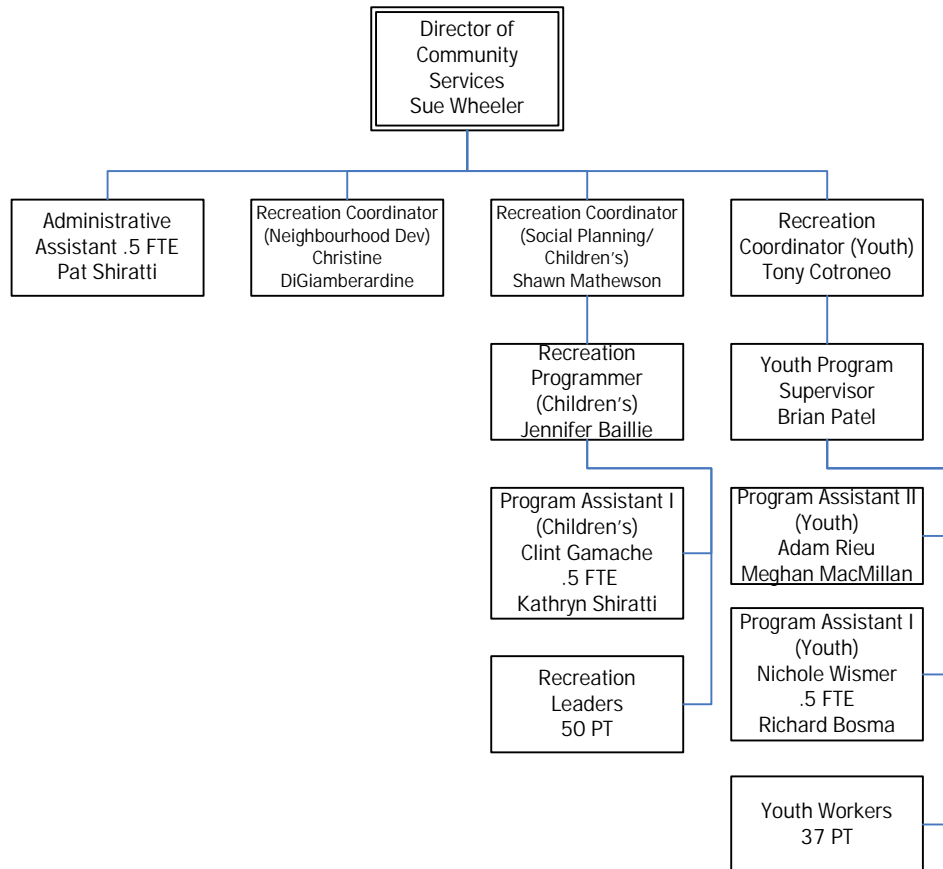 Director of
Community
Services
Sue Wheeler
Administrative
Assistant .5 FTE
Pat Shiratti
Recreation Coordinator
(Neighbourhood Dev)
Christine
DiGiamberardine
Recreation Coordinator
(Social Planning/
Children's)
Shawn Mathewson
Recreation
Coordinator (Youth)
Tony Cotroneo
Recreation
Programmer
(Children's)
Jennifer Baillie
Youth Program
Supervisor
Brian Patel
Program Assistant I
(Children's)
Clint Gamache
.5 FTE
Kathryn Shiratti
Program Assistant II
(Youth)
Adam Rieu
Meghan MacMillan
Program Assistant I
(Youth)
Nichole Wismer
.5 FTE
Richard Bosma
Recreation
Leaders
50 PT
Youth Workers
37 PT